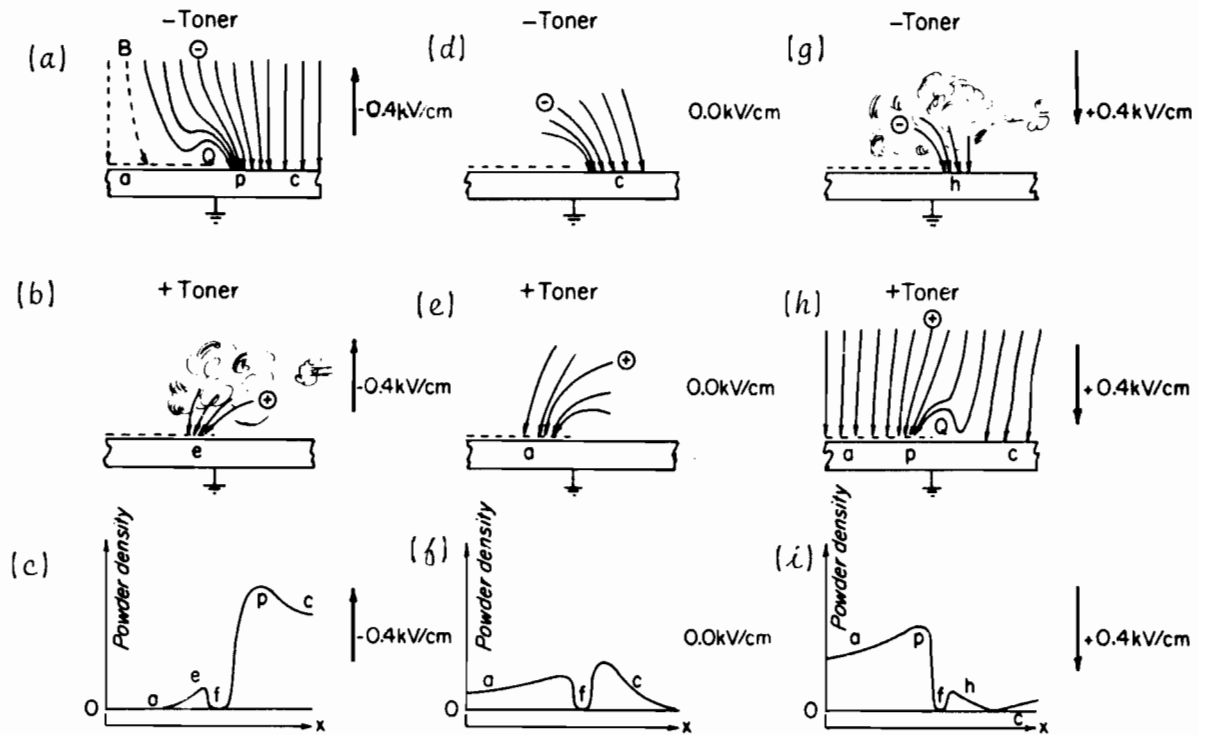 −Toner
−Toner
−Toner
(a)
B
−
-0.4kV/cm
Q
a
p
c
(d)
−
0.0kV/cm
c
(g)
−
+0.4kV/cm
h
+Toner
+Toner
+Toner
(b)
+
-0.4kV/cm
e
(e)
+
0.0kV/cm
a
(h)
+
+0.4kV/cm
Q
a
p
c
(c)
Powder density
a
e
f
p
c
0
x
-0.4kV/cm
(f)
Powder density
a
f
c
0
x
0.0kV/cm
(i)
Powder density
a
p
f
h
c
0
x
+0.4kV/cm